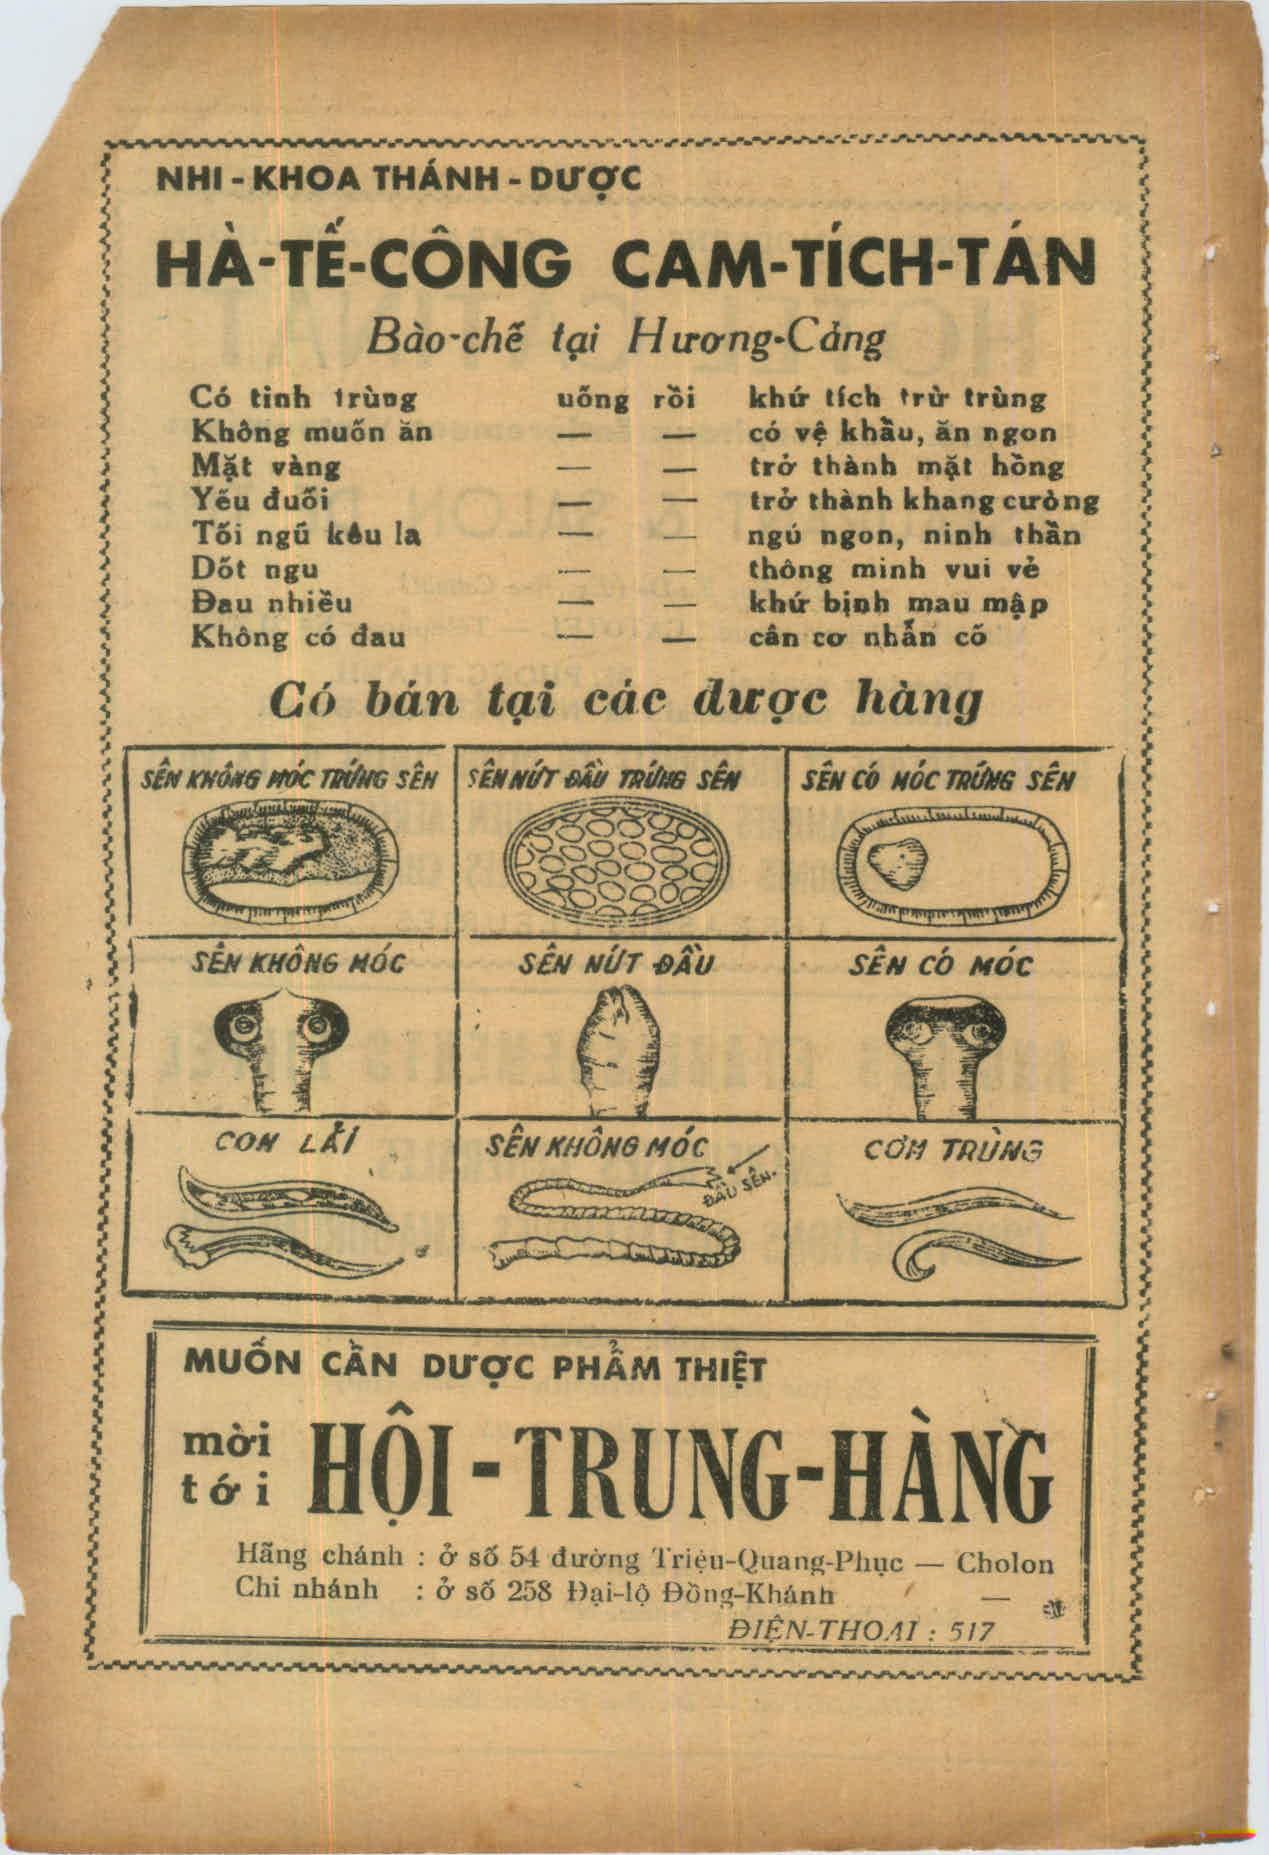 NHI - KHOA THÁNH - DƯỢC
HÀ-TẾ-CÔNG CAM-TÍCH-TÁN
Bào-chế tại Hương-Cảng
Có tinh trùng uống rồi khứ tích trừ trùng
Không muốn ăn — — có vệ khẩu, ăn ngon
Mặt vàng — — trở thành mặt hồng
Yếu đuối — — trở thành khang cường
Tối ngũ kêu la — — ngủ ngon, ninh thần
Dốt ngu — — thông minh vui vẻ
Đau nhiều — — khứ bịnh mau mập
Không có đau — — cân cơ nhẫn cố
Có bán tại các dược hàng
SÊN KHÔNG MÓC TRỨNG SÊN
SÊN NÚT ĐẦU TRỨNG SÊN
SÊN CÓ MÓC TRỨNG SÊN
SÊN KHÔNG MÓC
SÊN NÚT ĐẦU
SÊN CÓ MÓC
CON LÃI
SÊN KHÔNG MÓC
ĐẦU SÊN.
CƠM TRÙNG
MUỐN CẦN DƯỢC PHẨM THIỆT
mời
tới
HỘI - TRUNG - HÀNG
Hãng chánh : ở số 54 đường Triệu-Quang-Phục — Cholon
Chi nhánh : ở số 258 Đại-lộ Đồng-Khánh —
ĐIỆN-THOẠI : 517